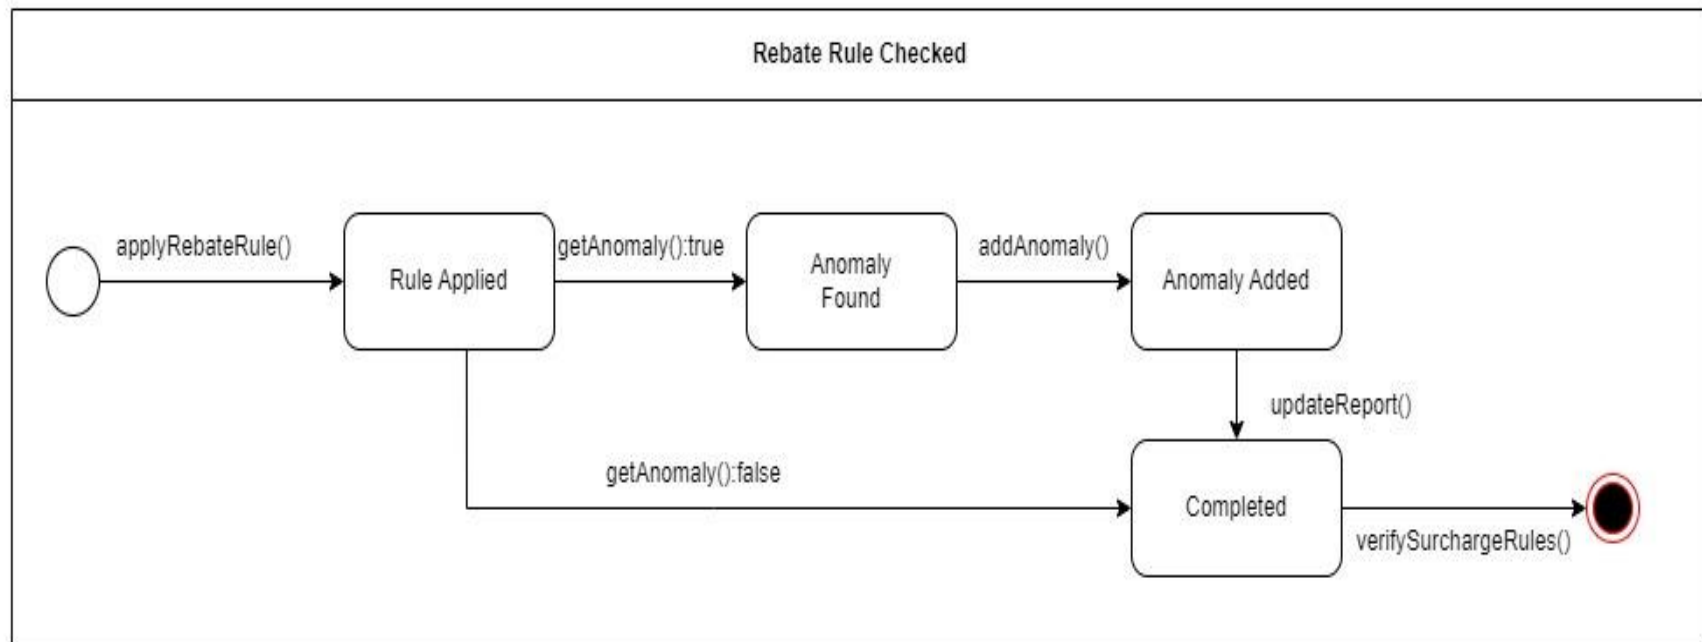 Rebate Rule Checked
applyRebateRule()
Rule Applied
getAnomaly():true
Anomaly
Found
addAnomaly()
Anomaly Added
updateReport()
getAnomaly():false
Completed
verifySurchargeRules()